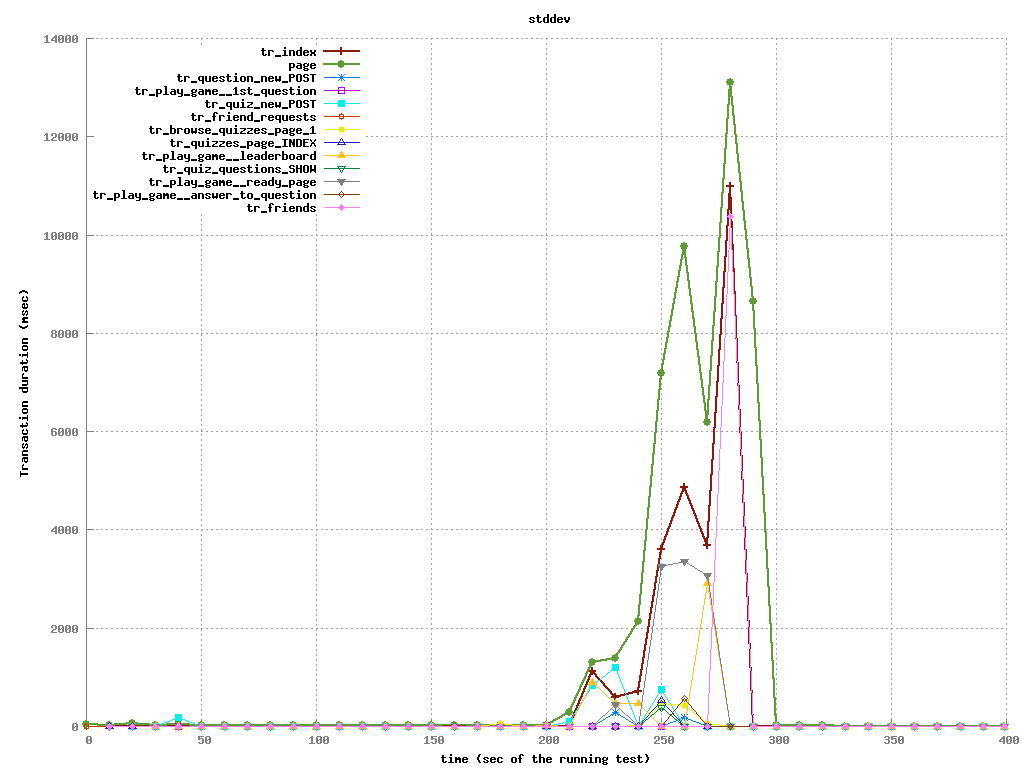 stddev
14000
12000
10000
8000
6000
4000
2000
0
Transaction duration (msec)
tr_index
page
tr_question_new_POST
tr_play_game__1st_question
tr_quiz_new_POST
tr_friend_requests
tr_browse_quizzes_page_1
tr_quizzes_page_INDEX
tr_play_game__leaderboard
tr_quiz_questions_SHOW
tr_play_game__ready_page
tr_play_game__answer_to_question
tr_friends
0 50 100 150 200 250 300 350 400
time (sec of the running test)